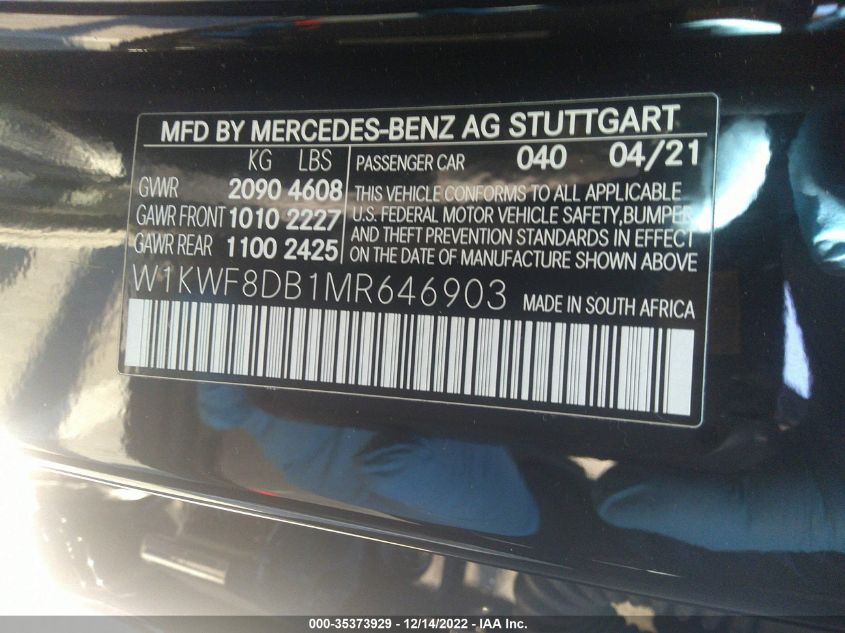 MFD BY MERCEDES-BENZ AG STUTTGART
KG LBS
GVWR 2090 4608
GAWR FRONT 1010 2227
GAWR REAR 1100 2425
PASSENGER CAR 040 04/21
THIS VEHICLE CONFORMS TO ALL APPLICABLE
U.S. FEDERAL MOTOR VEHICLE SAFETY,BUMPER
AND THEFT PREVENTION STANDARDS IN EFFECT
ON THE DATE OF MANUFACTURE SHOWN ABOVE
W1KWF8DB1MR646903 MADE IN SOUTH AFRICA
000-35373929 - 12/14/2022 - IAA Inc.